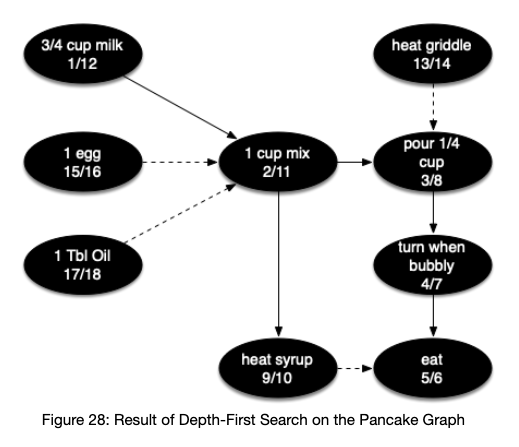 3/4 cup milk
1/12
heat griddle
13/14
1 egg
15/16
1 cup mix
2/11
pour 1/4
cup
3/8
1 Tbl Oil
17/18
turn when
bubbly
4/7
heat syrup
9/10
eat
5/6
Figure 28: Result of Depth-First Search on the Pancake Graph